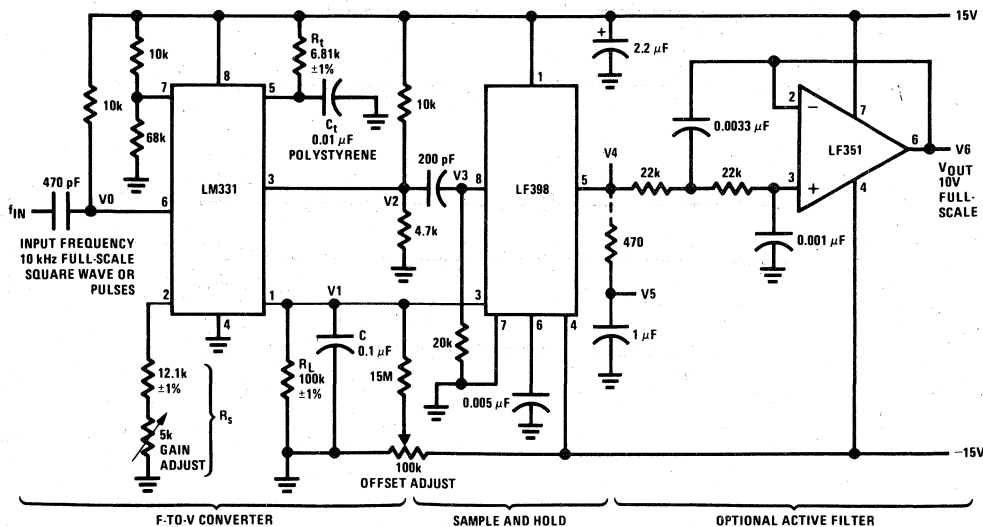 15V
10k
10k
7
8
5
Rt
6.81k
±1%
Ct
0.01 μF
POLYSTYRENE
68k
LM331
3
10k
200 pF
V3
V2
4.7k
470 pF
V0
6
fIN
INPUT FREQUENCY
10 kHz FULL-SCALE
SQUARE WAVE OR
PULSES
2
1
4
V1
12.1k
±1%
5k
GAIN
ADJUST
Rs
RL
100k
±1%
C
0.1 μF
15M
100k
OFFSET ADJUST
+
2.2 μF
1
8
LF398
5
3
7
6
4
20k
0.005 μF
V4
22k
22k
470
V5
1 μF
0.0033 μF
0.001 μF
2
−
7
LF351
6
3
+
4
V6
VOUT
10V
FULL-
SCALE
−15V
F-TO-V CONVERTER
SAMPLE AND HOLD
OPTIONAL ACTIVE FILTER